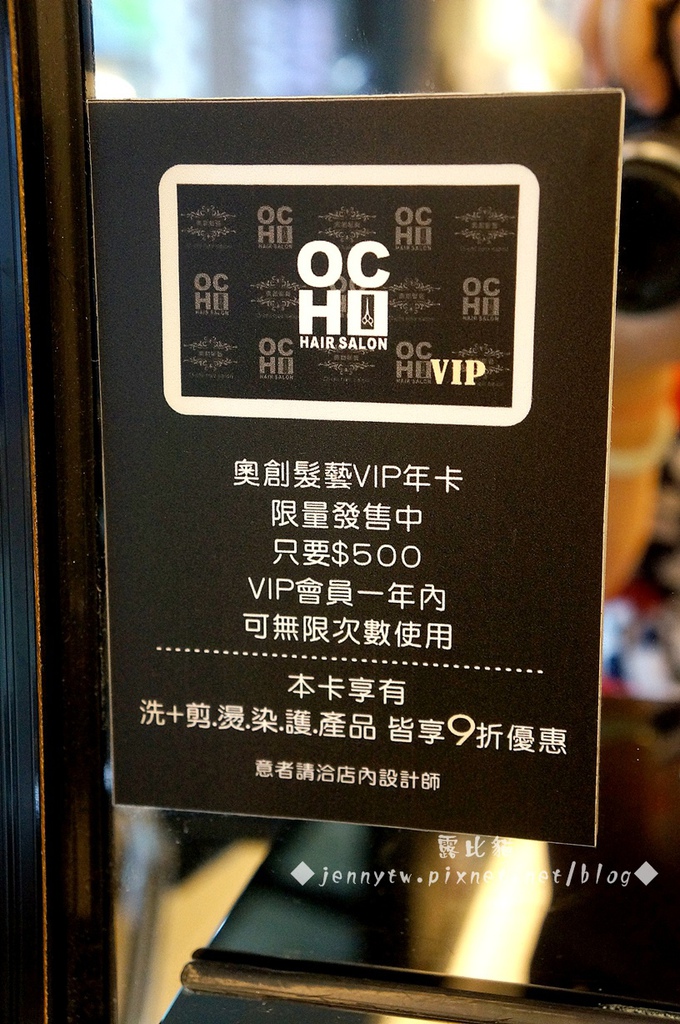 OC
HO
HAIR SALON
VIP
奧創髮藝VIP年卡
限量發售中
只要$500
VIP會員一年內
可無限次數使用
本卡享有
洗+剪.燙.染.護.產品 皆享9折優惠
意者請洽店內設計師
露比
◆jennytw.pixnet.net/blog◆